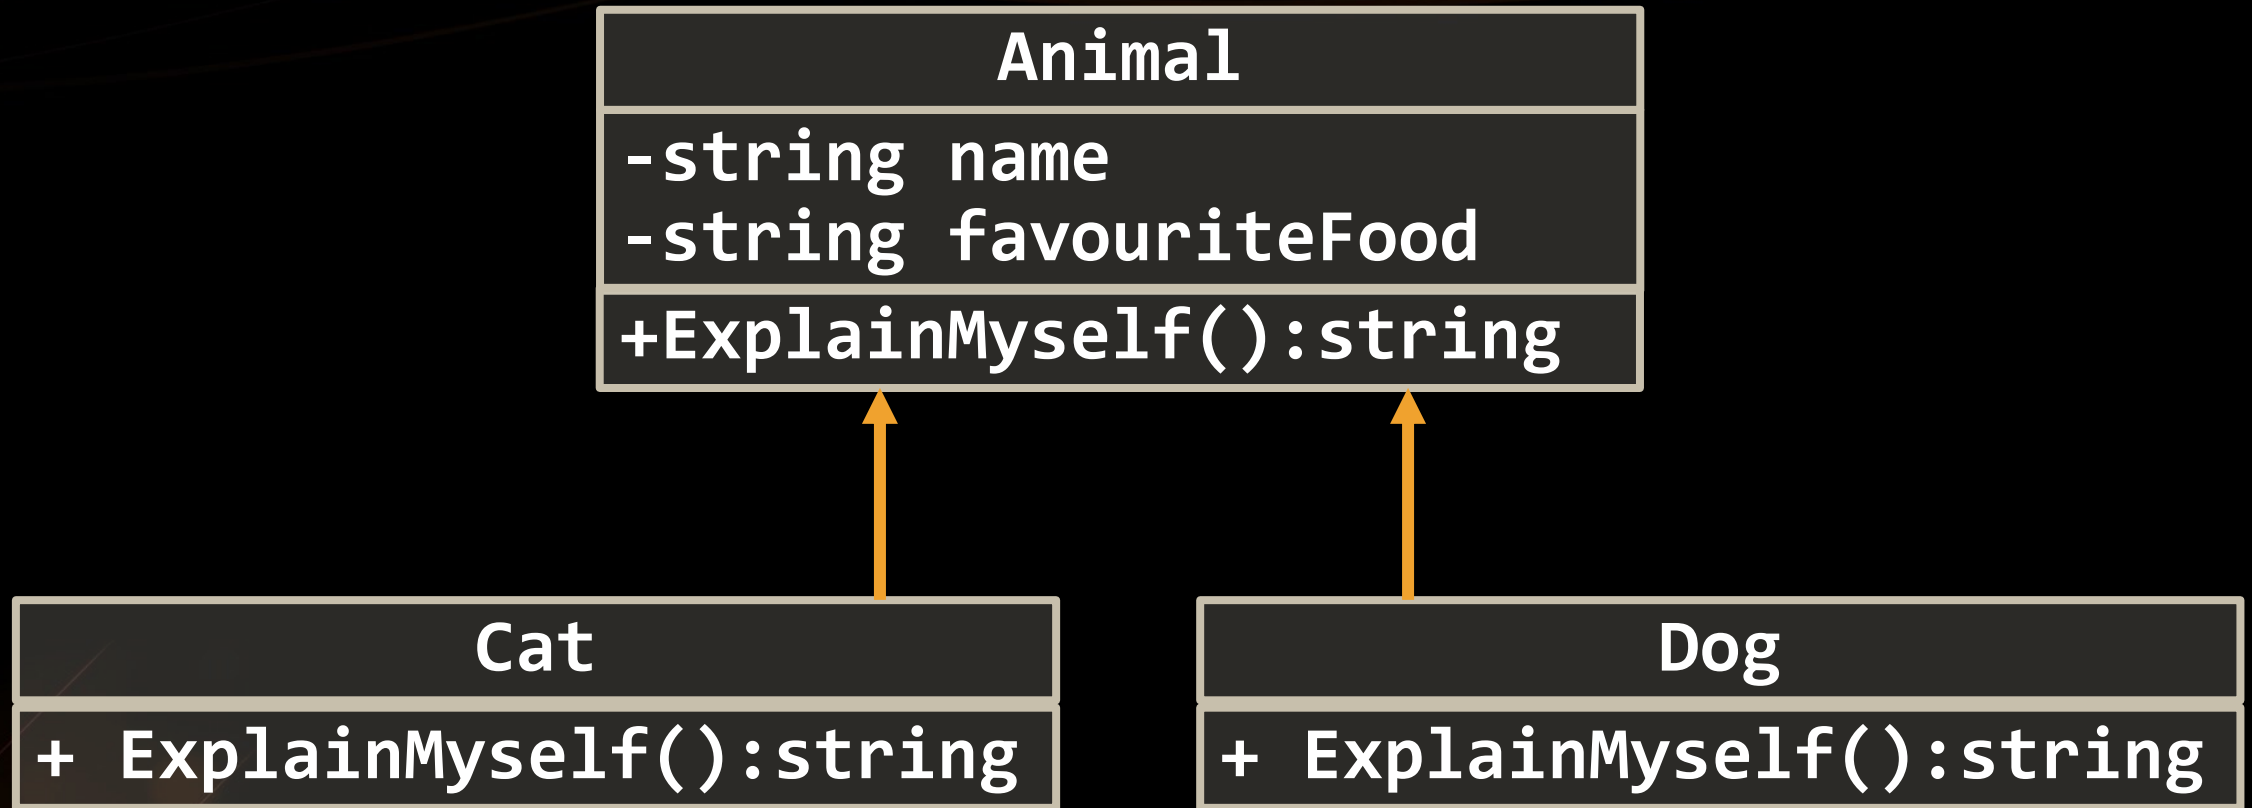 Animal
-string name
-string favouriteFood
+ExplainMyself():string
Cat
+ ExplainMyself():string
Dog
+ ExplainMyself():string